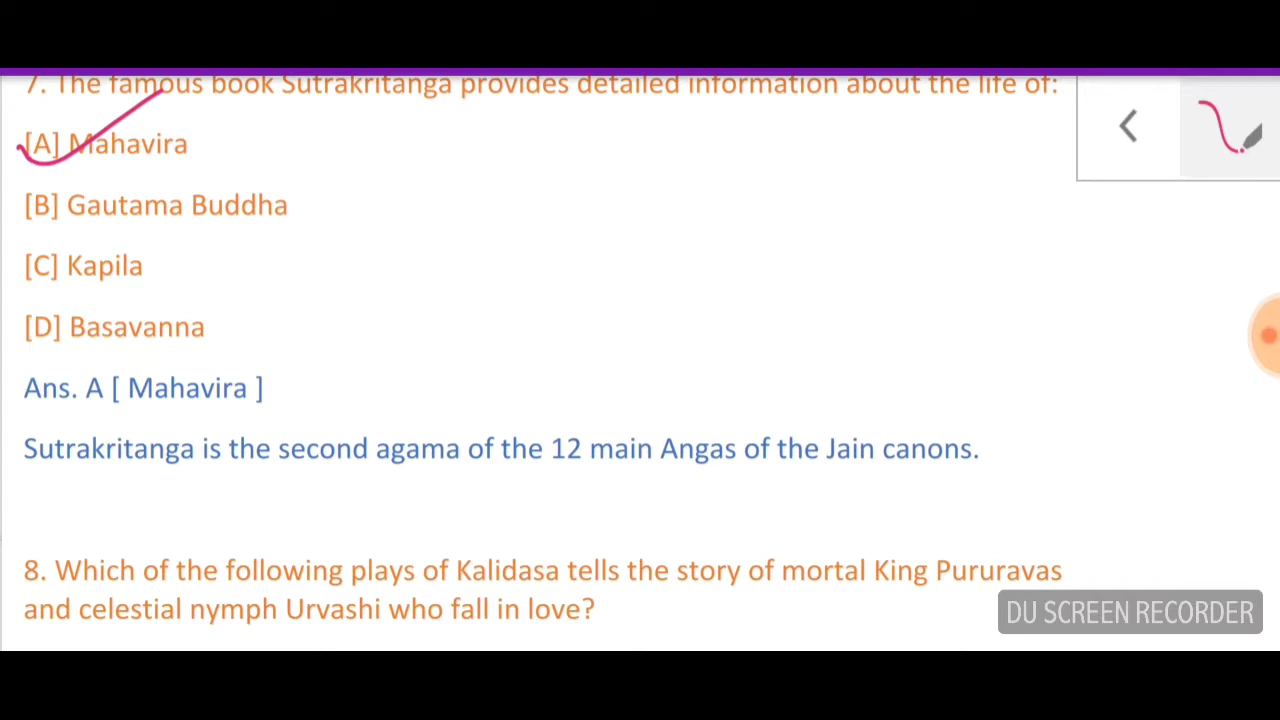 7. The famous book Sutrakritanga provides detailed information about the life of:
[A] Mahavira
[B] Gautama Buddha
[C] Kapila
[D] Basavanna
Ans. A [ Mahavira ]
Sutrakritanga is the second agama of the 12 main Angas of the Jain canons.
8. Which of the following plays of Kalidasa tells the story of mortal King Pururavas
and celestial nymph Urvashi who fall in love?
DU SCREEN RECORDER